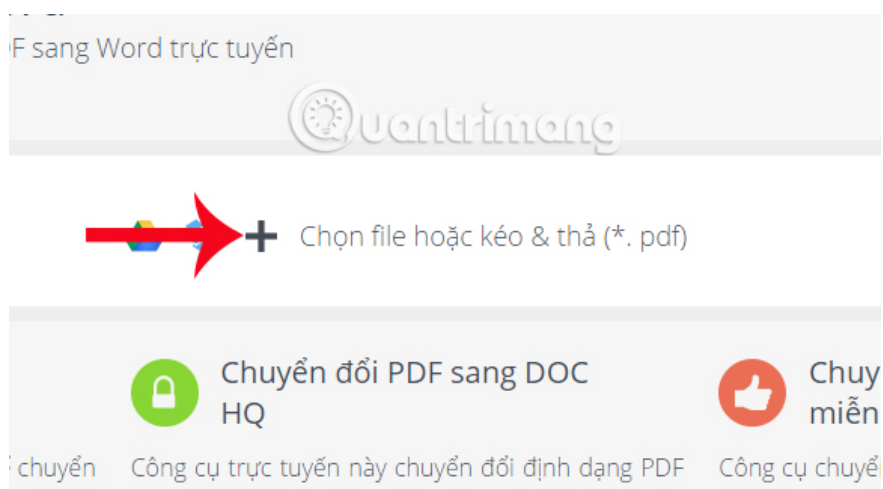 F sang Word trực tuyến
Quantrimang
Chọn file hoặc kéo & thả (*. pdf)
Chuyển đổi PDF sang DOC
HQ
Chuy
miễn
chuyển
Công cụ trực tuyến này chuyển đổi định dạng PDF
Công cụ chuyể